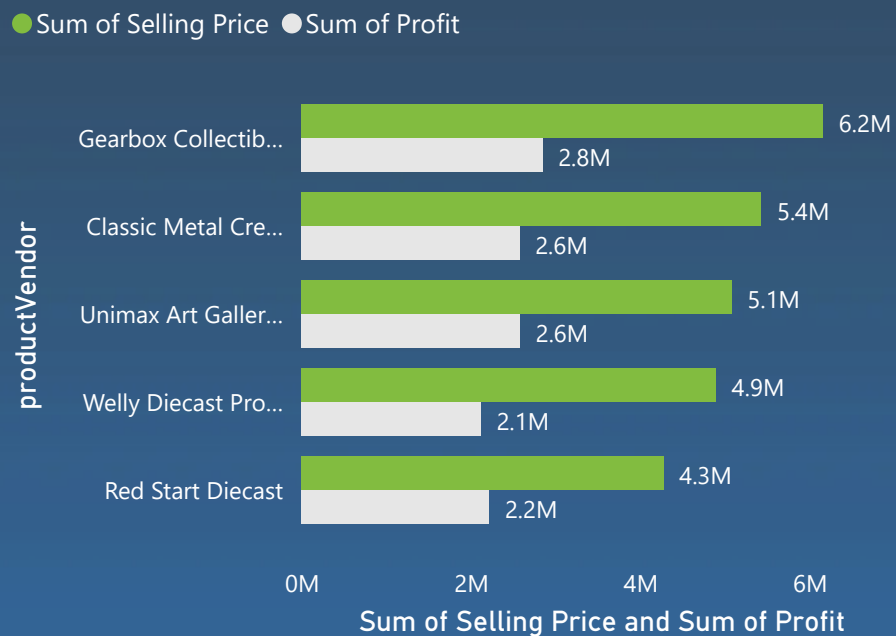 Sum of Selling Price Sum of Profit
productVendor
Gearbox Collectib...
6.2M
2.8M
Classic Metal Cre...
5.4M
2.6M
Unimax Art Galler...
5.1M
2.6M
Welly Diecast Pro...
4.9M
2.1M
Red Start Diecast
4.3M
2.2M
0M 2M 4M 6M
Sum of Selling Price and Sum of Profit